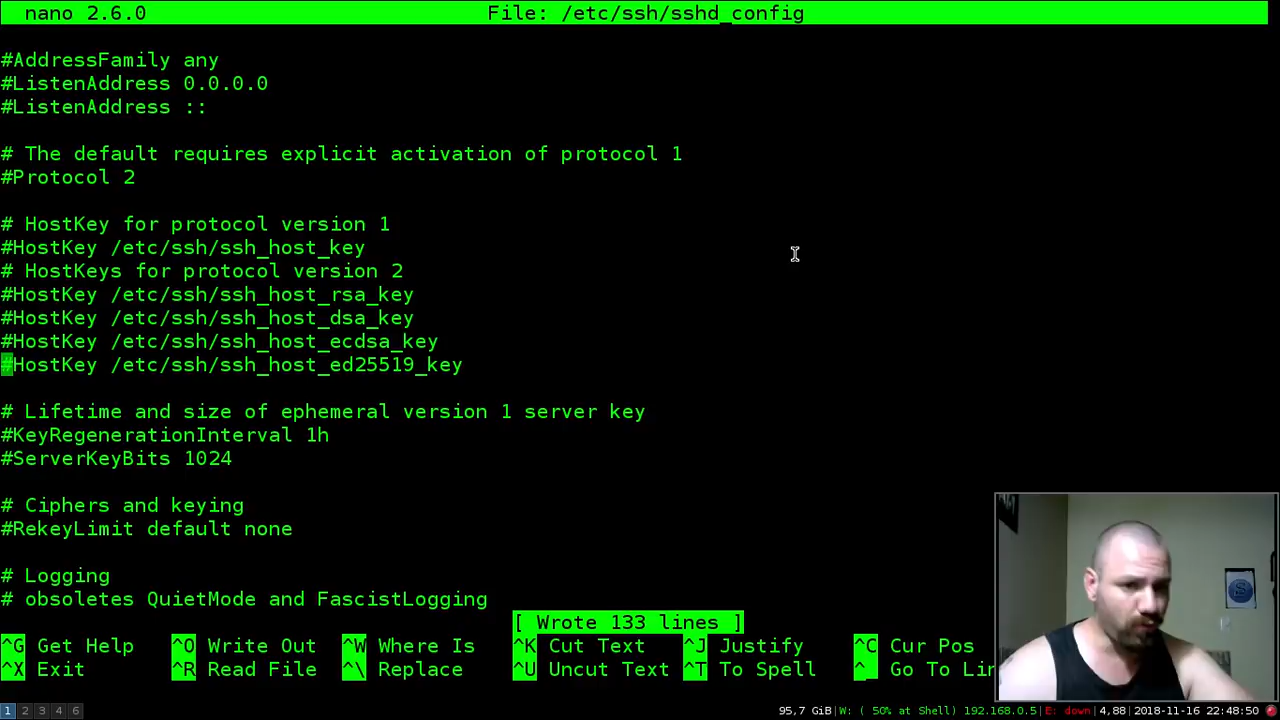 nano 2.6.0 File: /etc/ssh/sshd_config
#AddressFamily any
#ListenAddress 0.0.0.0
#ListenAddress ::
# The default requires explicit activation of protocol 1
#Protocol 2
# HostKey for protocol version 1
#HostKey /etc/ssh/ssh_host_key
# HostKeys for protocol version 2
#HostKey /etc/ssh/ssh_host_rsa_key
#HostKey /etc/ssh/ssh_host_dsa_key
#HostKey /etc/ssh/ssh_host_ecdsa_key
#HostKey /etc/ssh/ssh_host_ed25519_key
# Lifetime and size of ephemeral version 1 server key
#KeyRegenerationInterval 1h
#ServerKeyBits 1024
# Ciphers and keying
#RekeyLimit default none
# Logging
# obsoletes QuietMode and FascistLogging
[ Wrote 133 lines ]
^G Get Help ^O Write Out ^W Where Is ^K Cut Text ^J Justify ^C Cur Pos
^X Exit ^R Read File ^\ Replace ^U Uncut Text ^T To Spell ^_ Go To Lin
1 2 3 4 6 95,7 GiB|W: ( 50% at Shell) 192.168.0.5|E: down|4,88|2018-11-16 22:48:50